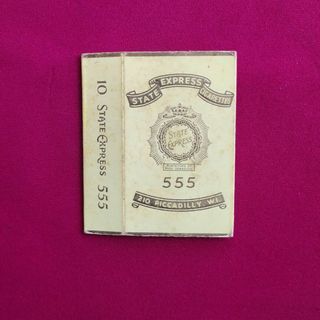 10 STATE EXPRESS 555
STATE EXPRESS CIGARETTES
STATE
EXPRESS
555
210 PICCADILLY. W.1.